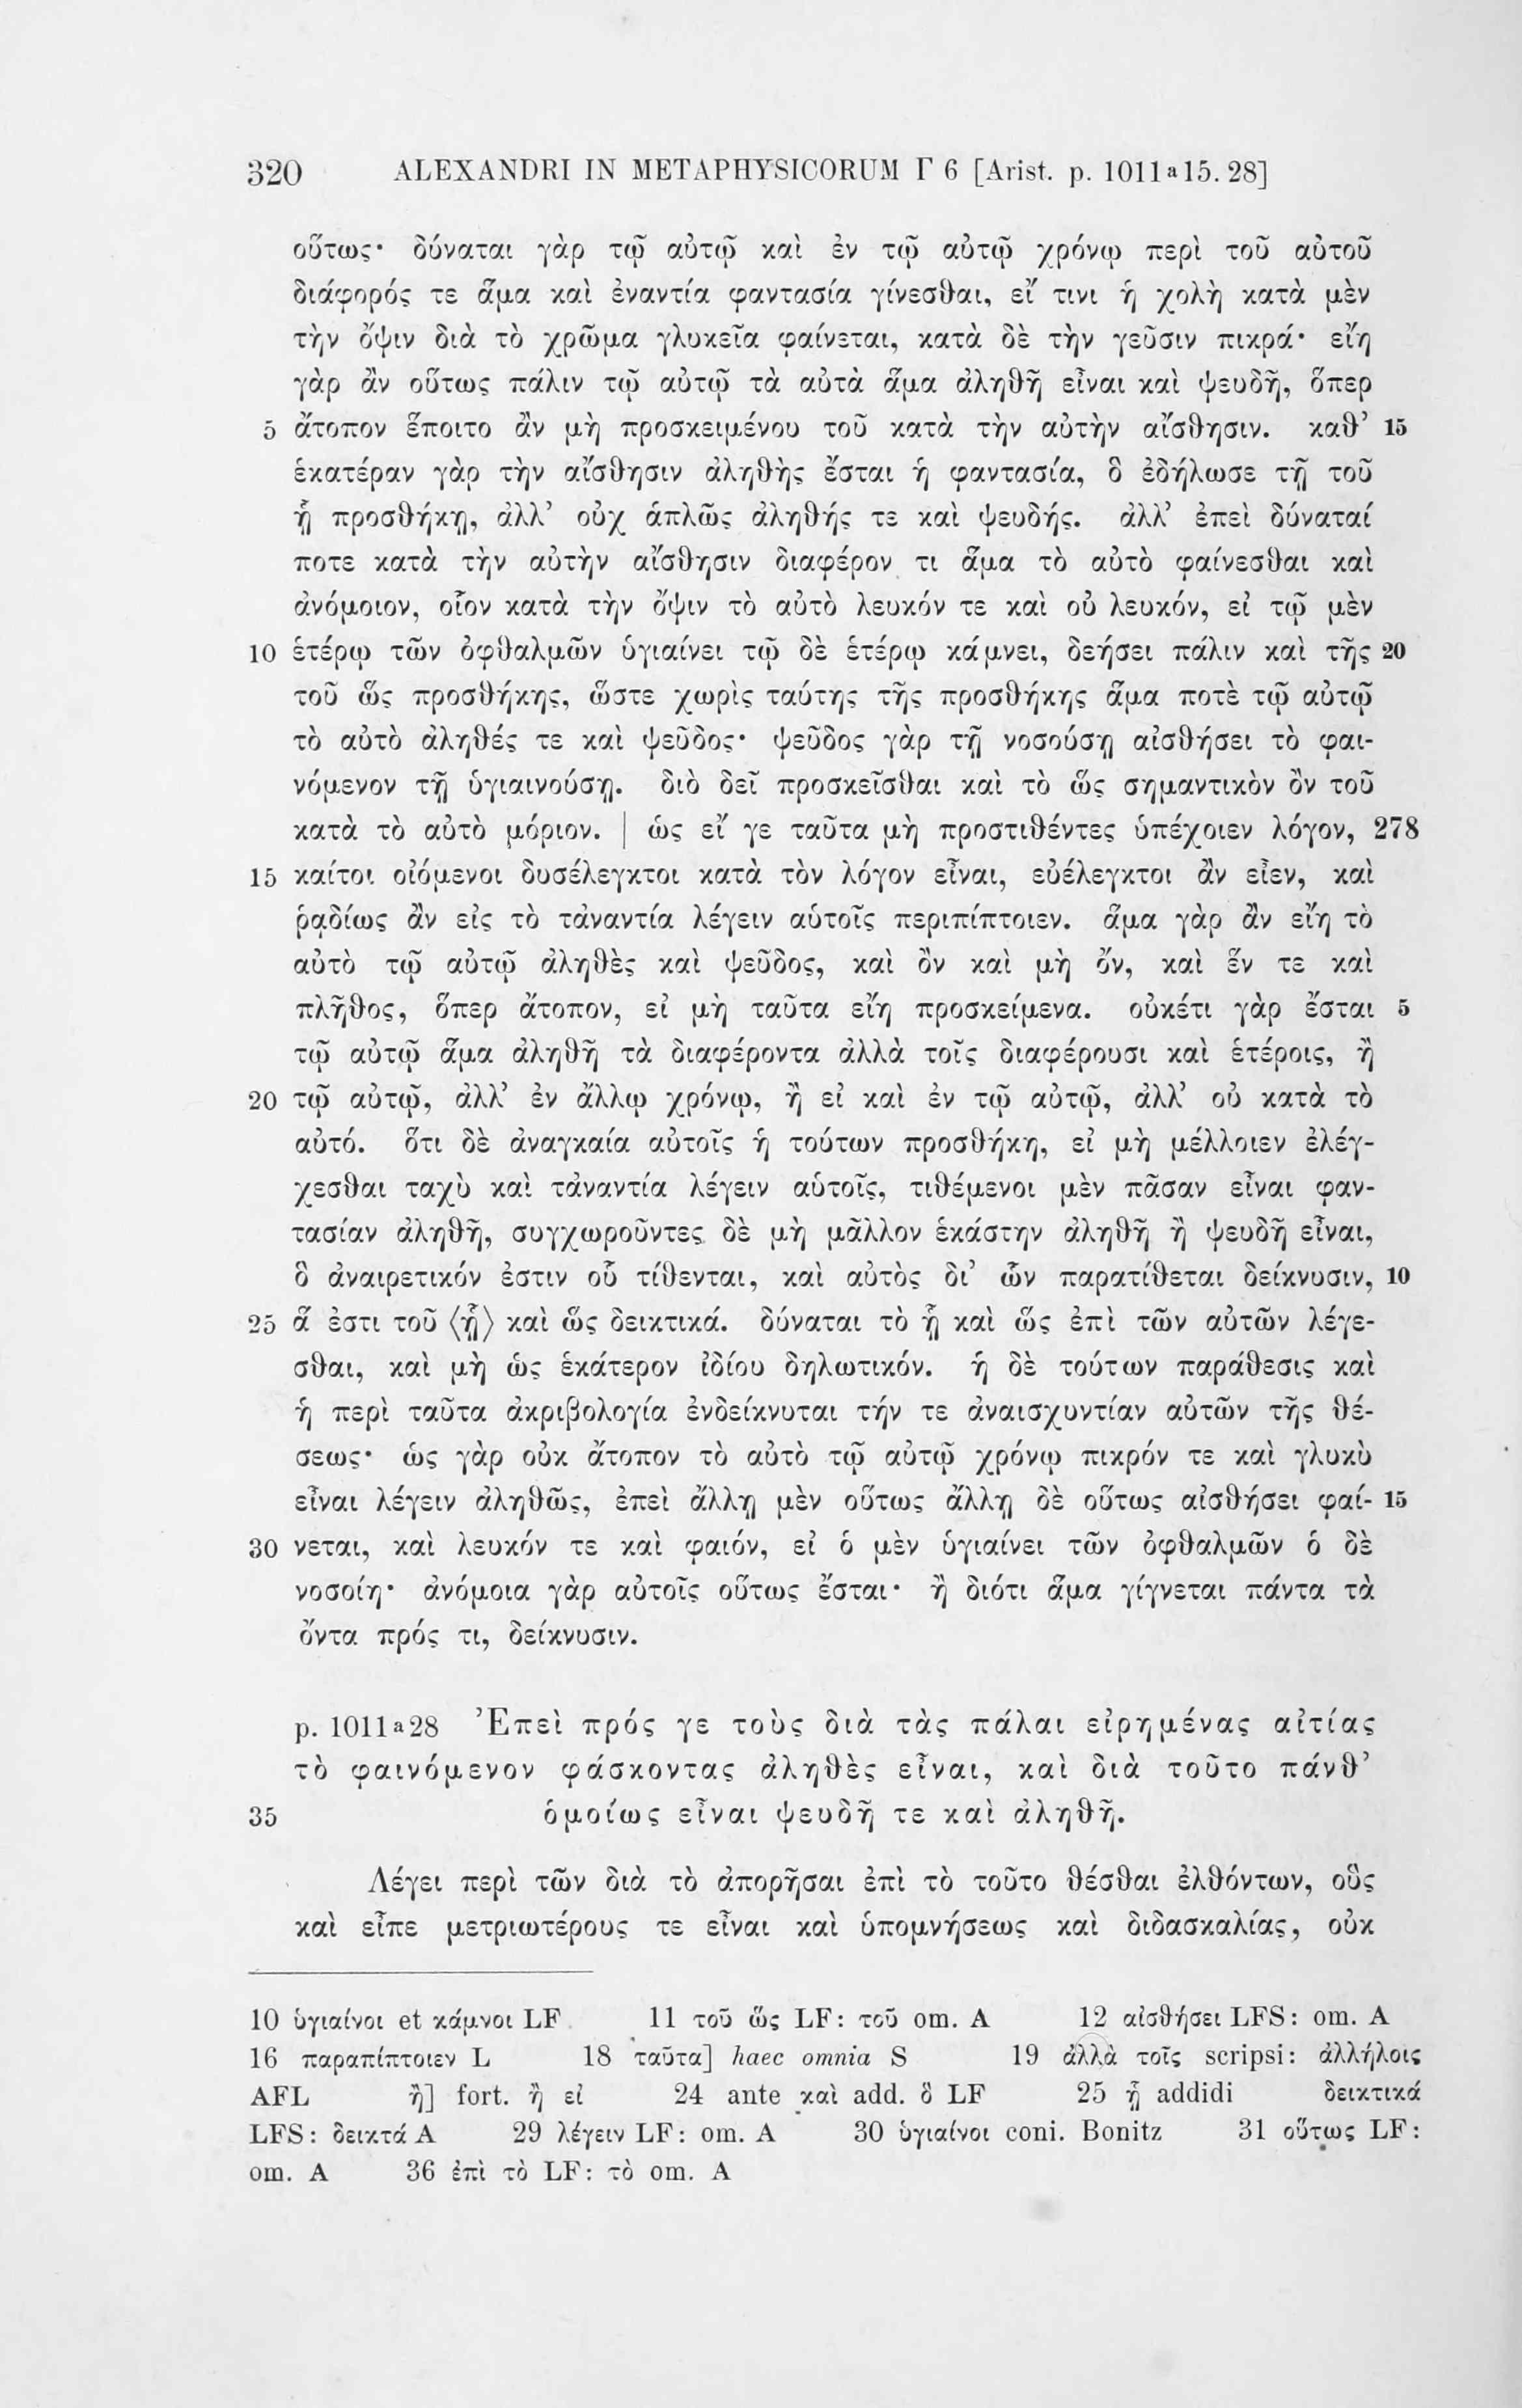 320 ALEXANDRI IN METAPHYSICORUM Γ 6 [Arist. p. 1011ᵃ15. 28]
οὕτως· δύναται γὰρ τῷ αὐτῷ καὶ ἐν τῷ αὐτῷ χρόνῳ περὶ τοῦ αὐτοῦ
διάφορός τε ἅμα καὶ ἐναντία φαντασία γίνεσθαι, εἴ τινι ἡ χολὴ κατὰ μὲν
τὴν ὄψιν διὰ τὸ χρῶμα γλυκεῖα φαίνεται, κατὰ δὲ τὴν γεῦσιν πικρά· εἴη
γὰρ ἂν οὕτως πάλιν τῷ αὐτῷ τὰ αὐτὰ ἅμα ἀληθῆ εἶναι καὶ ψευδῆ, ὅπερ
5 ἄτοπον ἕποιτο ἂν μὴ προσκειμένου τοῦ κατὰ τὴν αὐτὴν αἴσθησιν. καθ' 15
ἑκατέραν γὰρ τὴν αἴσθησιν ἀληθὴς ἔσται ἡ φαντασία, ὃ ἐδήλωσε τῇ τοῦ
ᾗ προσθήκῃ, ἀλλ' οὐχ ἁπλῶς ἀληθής τε καὶ ψευδής. ἀλλ' ἐπεὶ δύναταί
ποτε κατὰ τὴν αὐτὴν αἴσθησιν διαφέρον τι ἅμα τὸ αὐτὸ φαίνεσθαι καὶ
ἀνόμοιον, οἷον κατὰ τὴν ὄψιν τὸ αὐτὸ λευκόν τε καὶ οὐ λευκόν, εἰ τῷ μὲν
10 ἑτέρῳ τῶν ὀφθαλμῶν ὑγιαίνει τῷ δὲ ἑτέρῳ κάμνει, δεήσει πάλιν καὶ τῆς 20
τοῦ ὥς προσθήκης, ὥστε χωρὶς ταύτης τῆς προσθήκης ἅμα ποτὲ τῷ αὐτῷ
τὸ αὐτὸ ἀληθές τε καὶ ψεῦδος· ψεῦδος γὰρ τῇ νοσούσῃ αἰσθήσει τὸ φαι-
νόμενον τῇ ὑγιαινούσῃ. διὸ δεῖ προσκεῖσθαι καὶ τὸ ὥς σημαντικὸν ὂν τοῦ
κατὰ τὸ αὐτὸ μόριον. | ὡς εἴ γε ταῦτα μὴ προστιθέντες ὑπέχοιεν λόγον, 278
15 καίτοι οἰόμενοι δυσέλεγκτοι κατὰ τὸν λόγον εἶναι, εὐέλεγκτοι ἂν εἶεν, καὶ
ῥᾳδίως ἂν εἰς τὸ τἀναντία λέγειν αὑτοῖς περιπίπτοιεν. ἅμα γὰρ ἂν εἴη τὸ
αὐτὸ τῷ αὐτῷ ἀληθὲς καὶ ψεῦδος, καὶ ὂν καὶ μὴ ὄν, καὶ ἕν τε καὶ
πλῆθος, ὅπερ ἄτοπον, εἰ μὴ ταῦτα εἴη προσκείμενα. οὐκέτι γὰρ ἔσται 5
τῷ αὐτῷ ἅμα ἀληθῆ τὰ διαφέροντα ἀλλὰ τοῖς διαφέρουσι καὶ ἑτέροις, ἢ
20 τῷ αὐτῷ, ἀλλ' ἐν ἄλλῳ χρόνῳ, ἢ εἰ καὶ ἐν τῷ αὐτῷ, ἀλλ' οὐ κατὰ τὸ
αὐτό. ὅτι δὲ ἀναγκαία αὐτοῖς ἡ τούτων προσθήκη, εἰ μὴ μέλλοιεν ἐλέγ-
χεσθαι ταχὺ καὶ τἀναντία λέγειν αὑτοῖς, τιθέμενοι μὲν πᾶσαν εἶναι φαν-
τασίαν ἀληθῆ, συγχωροῦντες δὲ μὴ μᾶλλον ἑκάστην ἀληθῆ ἢ ψευδῆ εἶναι,
ὃ ἀναιρετικόν ἐστιν οὗ τίθενται, καὶ αὐτὸς δι' ὧν παρατίθεται δείκνυσιν, 10
25 ἅ ἐστι τοῦ ⟨ᾗ⟩ καὶ ὥς δεικτικά. δύναται τὸ ᾗ καὶ ὥς ἐπὶ τῶν αὐτῶν λέγε-
σθαι, καὶ μὴ ὡς ἑκάτερον ἰδίου δηλωτικόν. ἡ δὲ τούτων παράθεσις καὶ
ἡ περὶ ταῦτα ἀκριβολογία ἐνδείκνυται τήν τε ἀναισχυντίαν αὐτῶν τῆς θέ-
σεως· ὡς γὰρ οὐκ ἄτοπον τὸ αὐτὸ τῷ αὐτῷ χρόνῳ πικρόν τε καὶ γλυκὺ
εἶναι λέγειν ἀληθῶς, ἐπεὶ ἄλλῃ μὲν οὕτως ἄλλῃ δὲ οὕτως αἰσθήσει φαί- 15
30 νεται, καὶ λευκόν τε καὶ φαιόν, εἰ ὁ μὲν ὑγιαίνει τῶν ὀφθαλμῶν ὁ δὲ
νοσοίη· ἀνόμοια γὰρ αὐτοῖς οὕτως ἔσται· ἢ διότι ἅμα γίγνεται πάντα τὰ
ὄντα πρός τι, δείκνυσιν.
p. 1011ᵃ28 Ἐπεὶ πρός γε τοὺς διὰ τὰς πάλαι εἰρημένας αἰτίας
τὸ φαινόμενον φάσκοντας ἀληθὲς εἶναι, καὶ διὰ τοῦτο πάνθ'
35 ὁμοίως εἶναι ψευδῆ τε καὶ ἀληθῆ.
Λέγει περὶ τῶν διὰ τὸ ἀπορῆσαι ἐπὶ τὸ τοῦτο θέσθαι ἐλθόντων, οὓς
καὶ εἶπε μετριωτέρους τε εἶναι καὶ ὑπομνήσεως καὶ διδασκαλίας, οὐκ
10 ὑγιαίνοι et κάμνοι LF 11 τοῦ ὥς LF: τοῦ om. A 12 αἰσθήσει LFS: om. A
16 παραπίπτοιεν L 18 ταῦτα] haec omnia S 19 ἀλλὰ τοῖς scripsi: ἀλλήλοις
AFL ἢ] fort. ἢ εἰ 24 ante καὶ add. ὃ LF 25 ᾗ addidi δεικτικά
LFS: δεικτά A 29 λέγειν LF: om. A 30 ὑγιαίνοι coni. Bonitz 31 οὕτως LF:
om. A 36 ἐπὶ τὸ LF: τὸ om. A